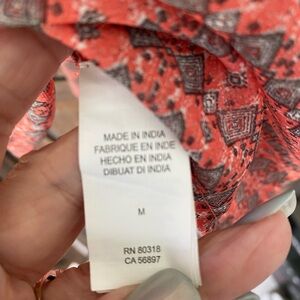 MADE IN INDIA
FABRIQUE EN INDE
HECHO EN INDIA
DIBUAT DI INDIA
M
RN 80318
CA 56897